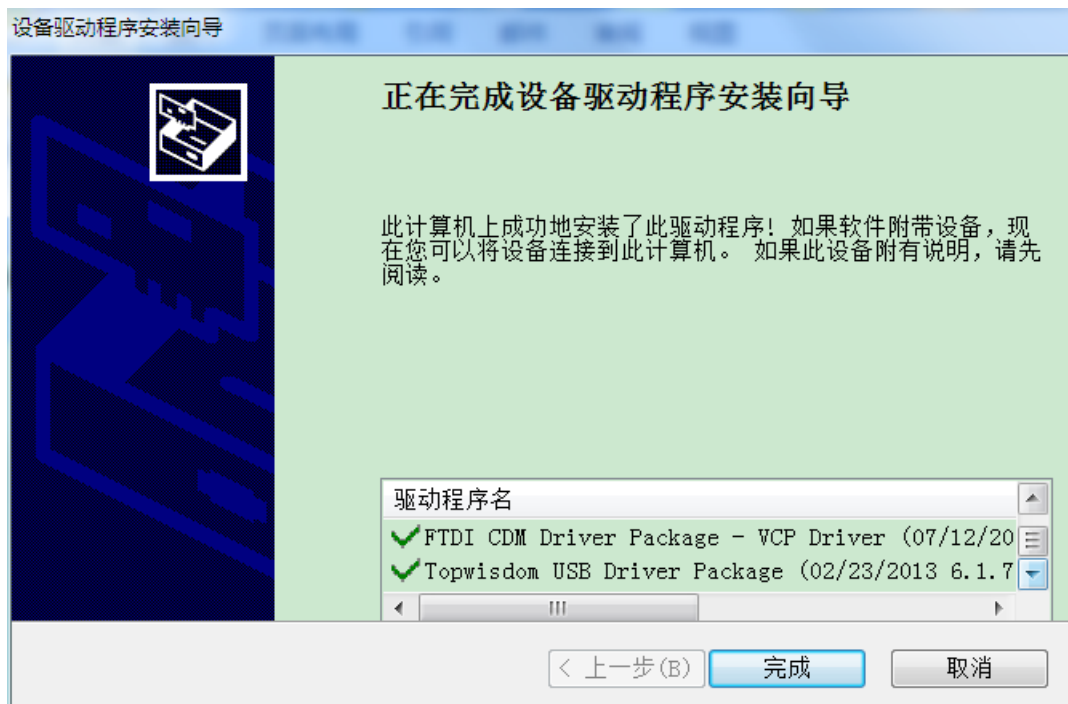 设备驱动程序安装向导
正在完成设备驱动程序安装向导
此计算机上成功地安装了此驱动程序! 如果软件附带设备，现
在您可以将设备连接到此计算机。 如果此设备附有说明，请先
阅读。
驱动程序名
FTDI CDM Driver Package - VCP Driver (07/12/20
Topwisdom USB Driver Package (02/23/2013 6.1.7
< 上一步(B) 完成 取消